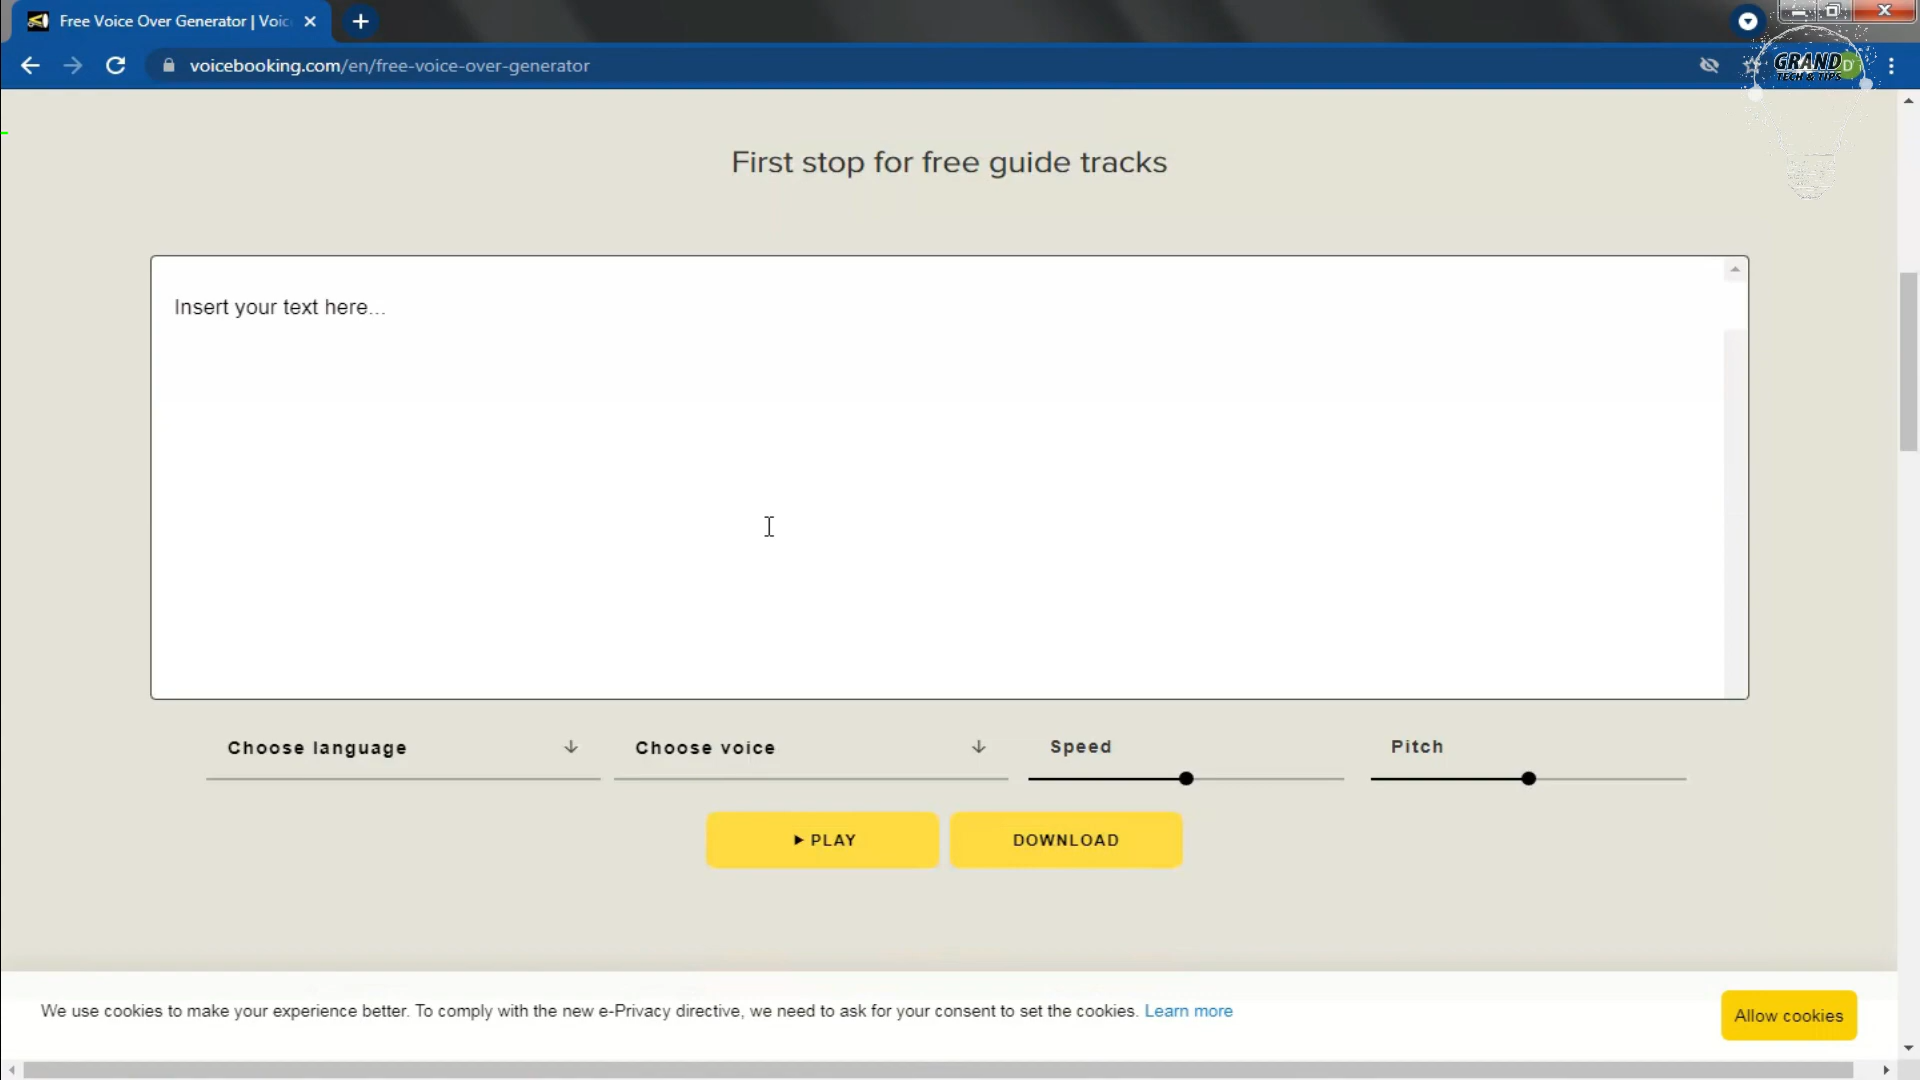 Free Voice Over Generator | Voic
voicebooking.com/en/free-voice-over-generator
GRAND
TECH & TIPS
D
First stop for free guide tracks
Insert your text here...
Choose language
Choose voice
Speed
Pitch
PLAY
DOWNLOAD
We use cookies to make your experience better. To comply with the new e-Privacy directive, we need to ask for your consent to set the cookies. Learn more
Allow cookies